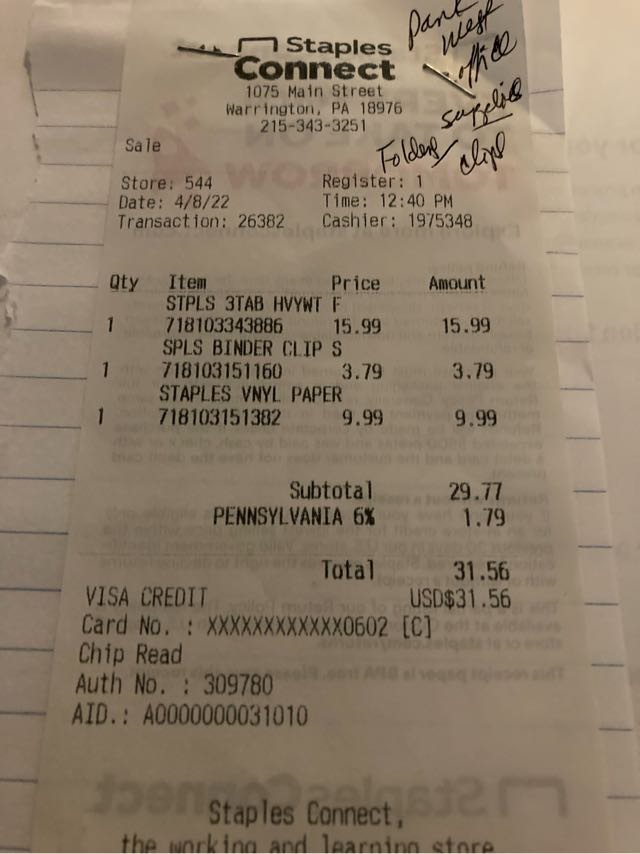 Staples
Connect
1075 Main Street
Warrington, PA 18976
215-343-3251
West
office
supplies
Folders/
clips
Sale
Store: 544 Register: 1
Date: 4/8/22 Time: 12:40 PM
Transaction: 26382 Cashier: 1975348
Qty Item Price Amount
STPLS 3TAB HVYWT F
1 718103343886 15.99 15.99
SPLS BINDER CLIP S
1 718103151160 3.79 3.79
STAPLES VNYL PAPER
1 718103151382 9.99 9.99
Subtotal 29.77
PENNSYLVANIA 6% 1.79
Total 31.56
VISA CREDIT USD$31.56
Card No. : XXXXXXXXXXXX0602 [C]
Chip Read
Auth No. : 309780
AID.: A0000000031010
Staples Connect,
the working and learning store